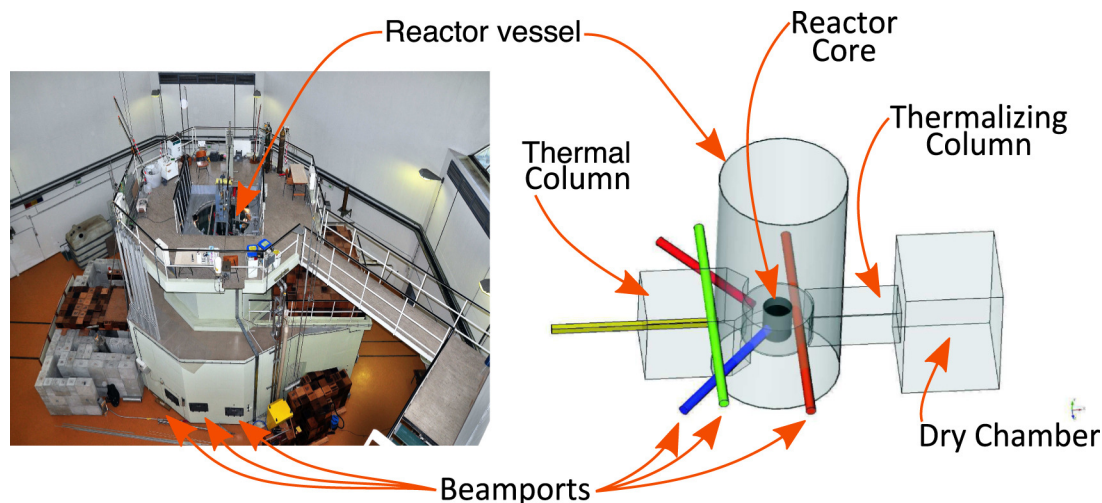 Reactor vessel
Reactor
Core
Thermal
Column
Thermalizing
Column
Dry Chamber
Beamports